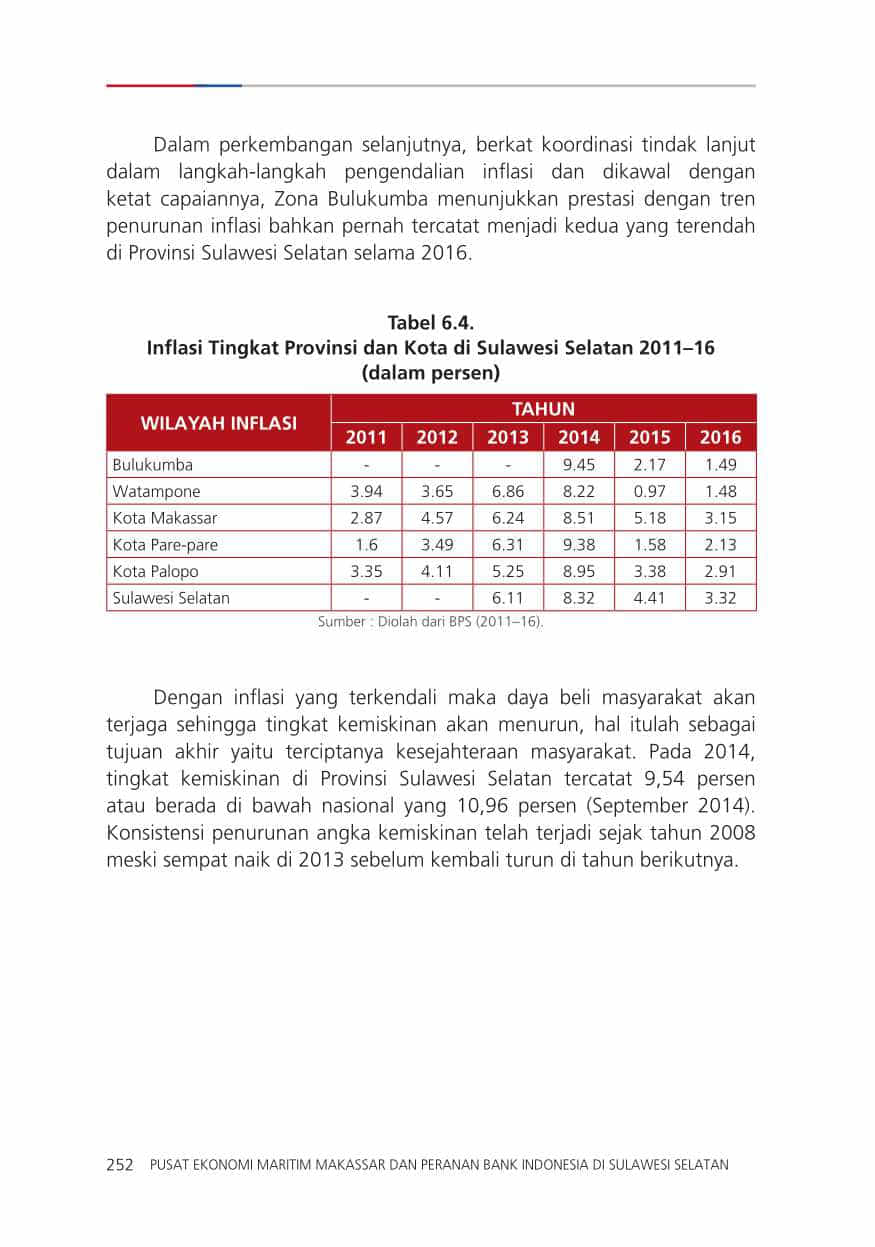 Dalam perkembangan selanjutnya, berkat koordinasi tindak lanjut
dalam langkah-langkah pengendalian inflasi dan dikawal dengan
ketat capaiannya, Zona Bulukumba menunjukkan prestasi dengan tren
penurunan inflasi bahkan pernah tercatat menjadi kedua yang terendah
di Provinsi Sulawesi Selatan selama 2016.
Tabel 6.4.
Inflasi Tingkat Provinsi dan Kota di Sulawesi Selatan 2011–16
(dalam persen)
WILAYAH INFLASI TAHUN
2011 2012 2013 2014 2015 2016
Bulukumba - - - 9.45 2.17 1.49
Watampone 3.94 3.65 6.86 8.22 0.97 1.48
Kota Makassar 2.87 4.57 6.24 8.51 5.18 3.15
Kota Pare-pare 1.6 3.49 6.31 9.38 1.58 2.13
Kota Palopo 3.35 4.11 5.25 8.95 3.38 2.91
Sulawesi Selatan - - 6.11 8.32 4.41 3.32
Sumber : Diolah dari BPS (2011–16).
Dengan inflasi yang terkendali maka daya beli masyarakat akan
terjaga sehingga tingkat kemiskinan akan menurun, hal itulah sebagai
tujuan akhir yaitu terciptanya kesejahteraan masyarakat. Pada 2014,
tingkat kemiskinan di Provinsi Sulawesi Selatan tercatat 9,54 persen
atau berada di bawah nasional yang 10,96 persen (September 2014).
Konsistensi penurunan angka kemiskinan telah terjadi sejak tahun 2008
meski sempat naik di 2013 sebelum kembali turun di tahun berikutnya.
252 PUSAT EKONOMI MARITIM MAKASSAR DAN PERANAN BANK INDONESIA DI SULAWESI SELATAN